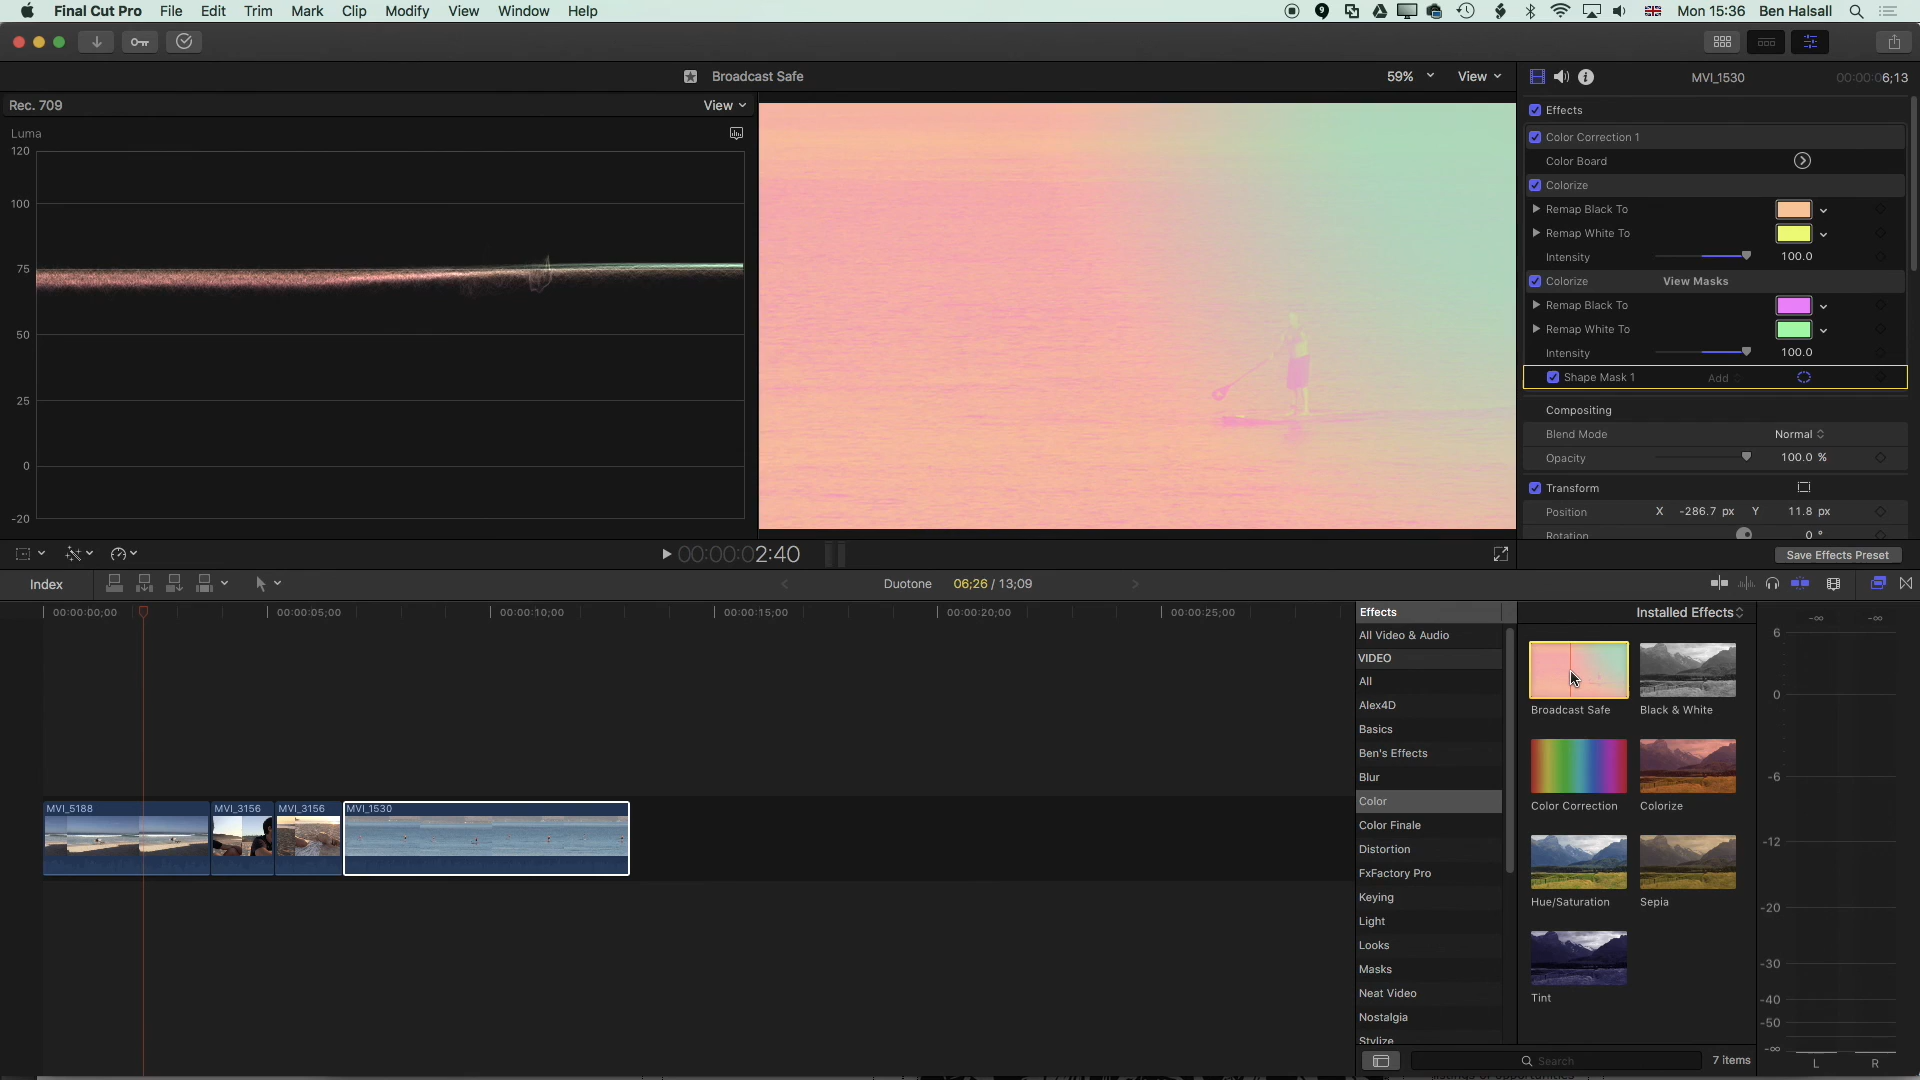 Final Cut Pro File Edit Trim Mark Clip Modify View Window Help 9 Mon 15:36 Ben Halsall
Broadcast Safe 59% View MVI_1530 00:00:06;13
Rec. 709 View
Luma
120
100
75
50
25
0
-20
Effects
Color Correction 1
Color Board
Colorize
Remap Black To
Remap White To
Intensity 100.0
Colorize View Masks
Remap Black To
Remap White To
Intensity 100.0
Shape Mask 1 Add
Compositing
Blend Mode Normal
Opacity 100.0 %
Transform
Position X -286.7 px Y 11.8 px
Rotation 0 °
00:00:02:40 Save Effects Preset
Index Duotone 06;26 / 13;09
00:00:00;00 00:00:05;00 00:00:10;00 00:00:15;00 00:00:20;00 00:00:25;00
MVI_5188 MVI_3156 MVI_3156 MVI_1530
Effects Installed Effects
All Video & Audio
VIDEO
All
Alex4D
Basics
Ben's Effects
Blur
Color
Color Finale
Distortion
FxFactory Pro
Keying
Light
Looks
Masks
Neat Video
Nostalgia
Stylize
Broadcast Safe Black & White
Color Correction Colorize
Hue/Saturation Sepia
Tint
Search 7 items
-∞ -∞
6
0
-6
-12
-20
-30
-40
-50
-∞
L R